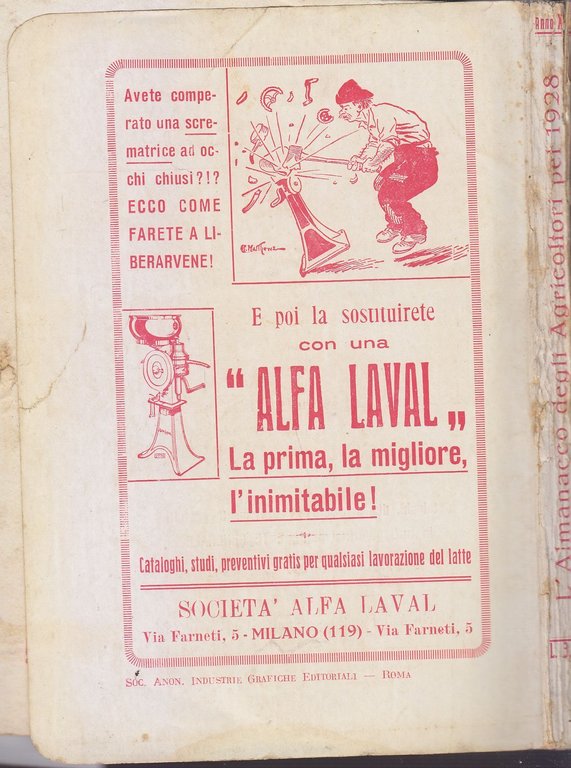 Avete compe-
rato una scre-
matrice ad oc-
chi chiusi?!?
ECCO COME
FARETE A LI-
BERARVENE!
E poi la sostituirete
con una
“ALFA LAVAL„
La prima, la migliore,
l'inimitabile!
Cataloghi, studi, preventivi gratis per qualsiasi lavorazione del latte
SOCIETA' ALFA LAVAL
Via Farneti, 5 - MILANO (119) - Via Farneti, 5
SOC. ANON. INDUSTRIE GRAFICHE EDITORIALI — ROMA
Anno X
L'Almanacco degli Agricoltori pel 1928
L. 3